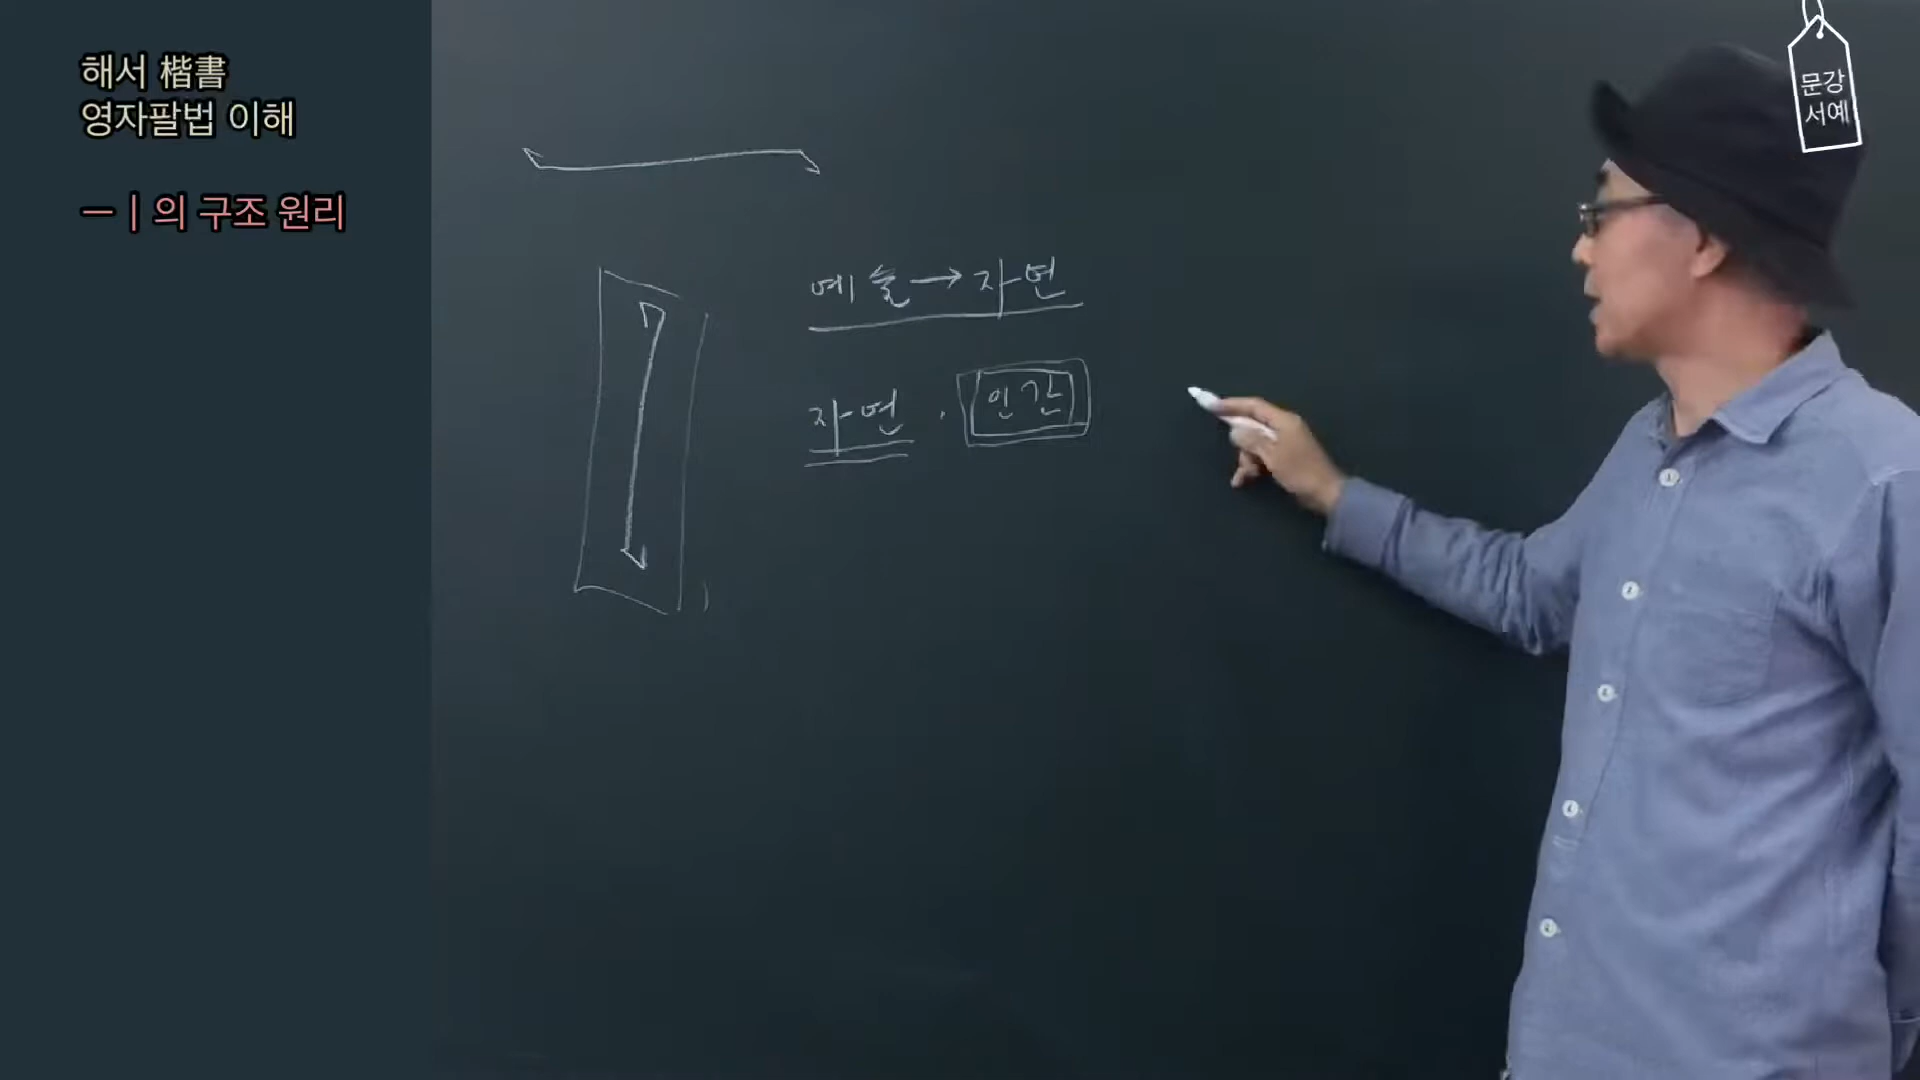 해서 楷書
영자팔법 이해
ㅡㅣ의 구조 원리
문강
서예
예술→자연
자연 · 인간